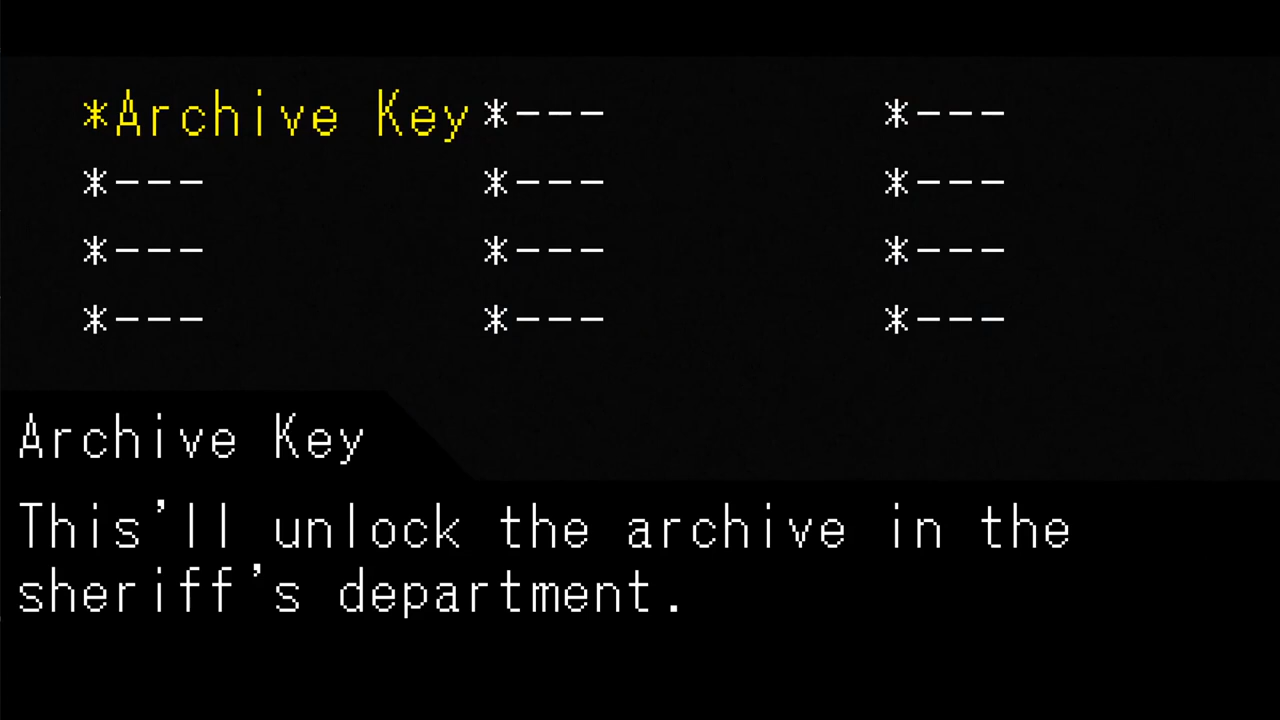 *Archive Key *--- *---
*--- *--- *---
*--- *--- *---
*--- *--- *---
Archive Key
This'll unlock the archive in the
sheriff's department.